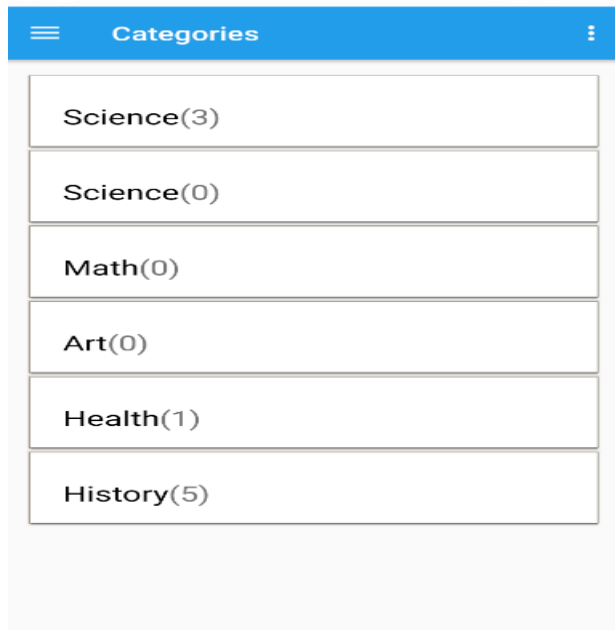 Categories
Science(3)
Science(0)
Math(0)
Art(0)
Health(1)
History(5)